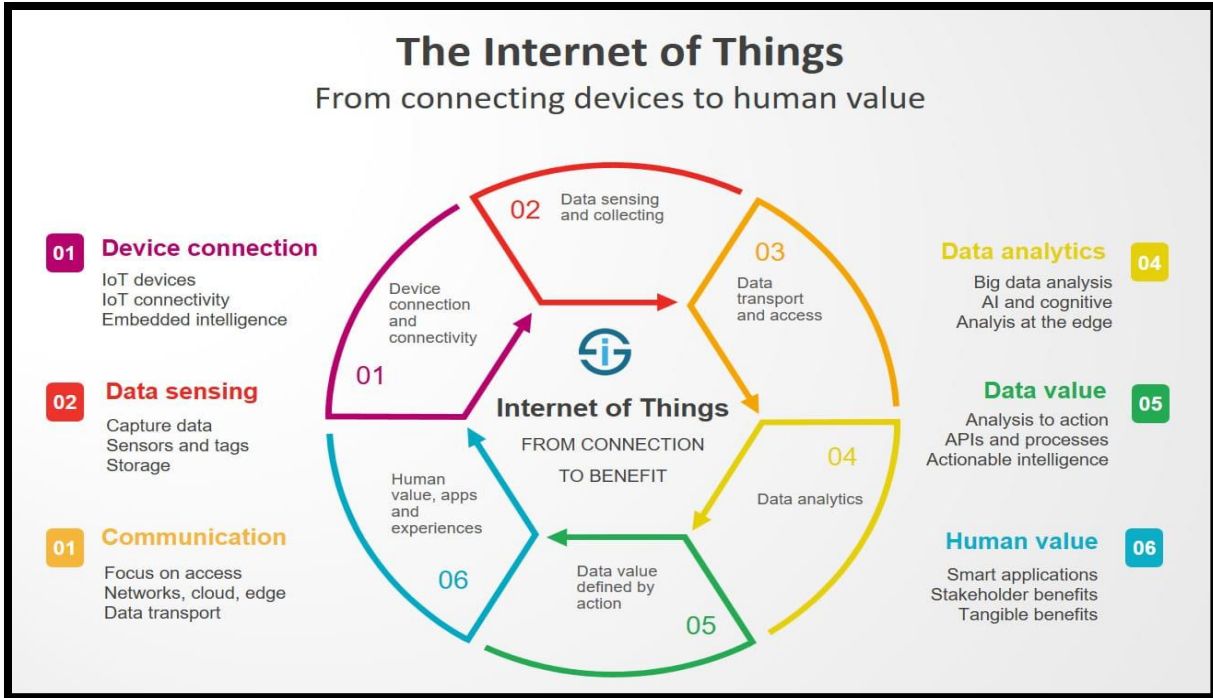 The Internet of Things
From connecting devices to human value
01
Device connection
IoT devices
IoT connectivity
Embedded intelligence
02
Data sensing
Capture data
Sensors and tags
Storage
01
Communication
Focus on access
Networks, cloud, edge
Data transport
01
Device
connection
and
connectivity
02
Data sensing
and collecting
03
Data
transport
and access
04
Data analytics
05
Data value
defined by
action
06
Human
value, apps
and
experiences
SiG
Internet of Things
FROM CONNECTION
TO BENEFIT
Data analytics
04
Big data analysis
AI and cognitive
Analyis at the edge
Data value
05
Analysis to action
APIs and processes
Actionable intelligence
Human value
06
Smart applications
Stakeholder benefits
Tangible benefits